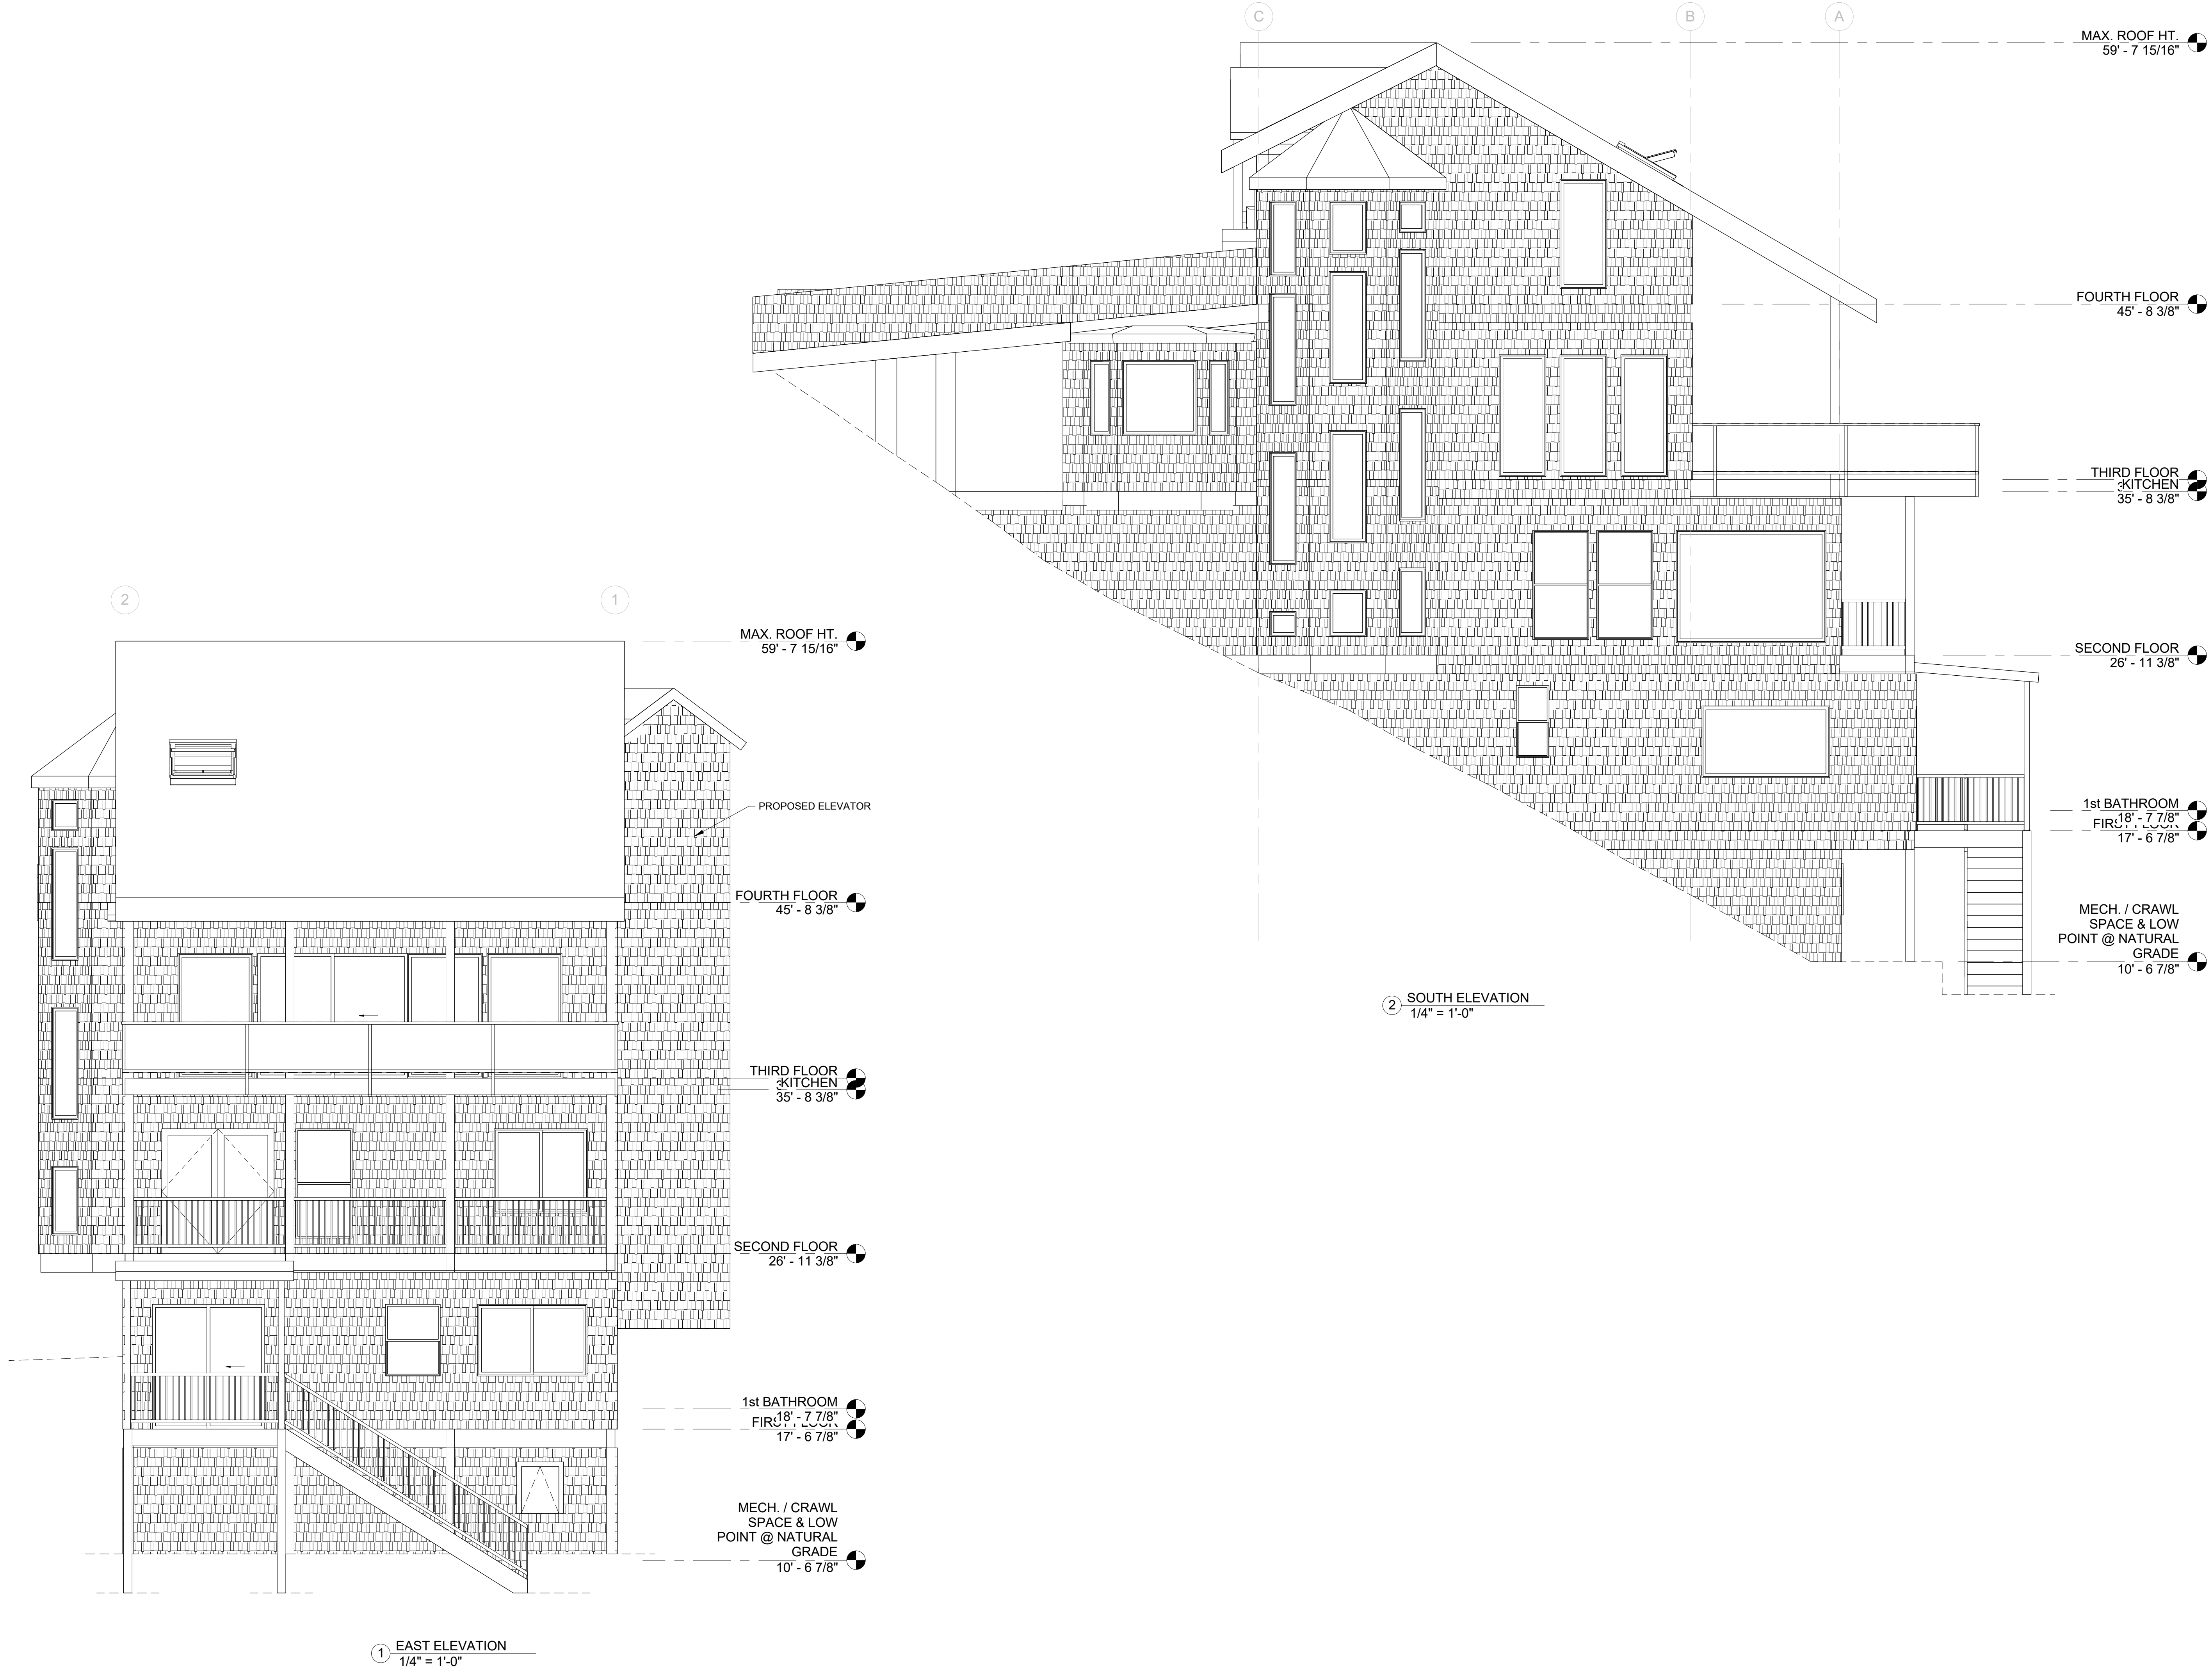 C
B
A
MAX. ROOF HT.
59' - 7 15/16"
FOURTH FLOOR
45' - 8 3/8"
THIRD FLOOR
KITCHEN
35' - 8 3/8"
SECOND FLOOR
26' - 11 3/8"
1st BATHROOM
18' - 7 7/8"
17' - 6 7/8"
MECH. / CRAWL
SPACE & LOW
POINT @ NATURAL
GRADE
10' - 6 7/8"
2 SOUTH ELEVATION
1/4" = 1'-0"
2
1
MAX. ROOF HT.
59' - 7 15/16"
PROPOSED ELEVATOR
FOURTH FLOOR
45' - 8 3/8"
THIRD FLOOR
KITCHEN
35' - 8 3/8"
SECOND FLOOR
26' - 11 3/8"
1st BATHROOM
18' - 7 7/8"
17' - 6 7/8"
MECH. / CRAWL
SPACE & LOW
POINT @ NATURAL
GRADE
10' - 6 7/8"
1 EAST ELEVATION
1/4" = 1'-0"